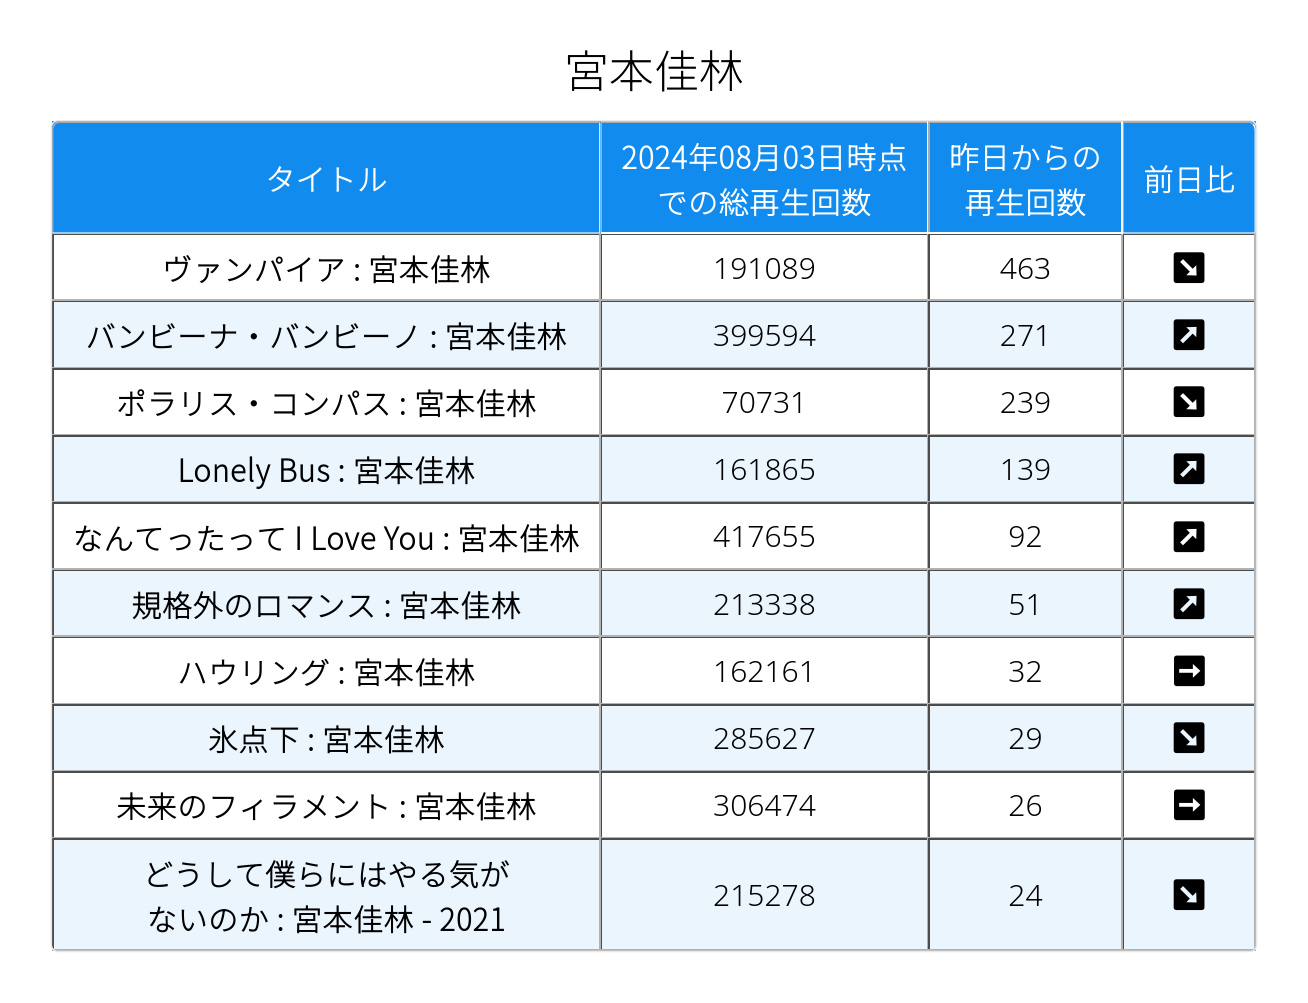 宮本佳林
タイトル
2024年08月03日時点
での総再生回数
昨日からの
再生回数
前日比
ヴァンパイア : 宮本佳林 191089 463 ↘
バンビーナ・バンビーノ : 宮本佳林 399594 271 ↗
ポラリス・コンパス : 宮本佳林 70731 239 ↘
Lonely Bus : 宮本佳林 161865 139 ↗
なんてったって I Love You : 宮本佳林 417655 92 ↗
規格外のロマンス : 宮本佳林 213338 51 ↗
ハウリング : 宮本佳林 162161 32 →
氷点下 : 宮本佳林 285627 29 ↘
未来のフィラメント : 宮本佳林 306474 26 →
どうして僕らにはやる気が
ないのか : 宮本佳林 - 2021 215278 24 ↘